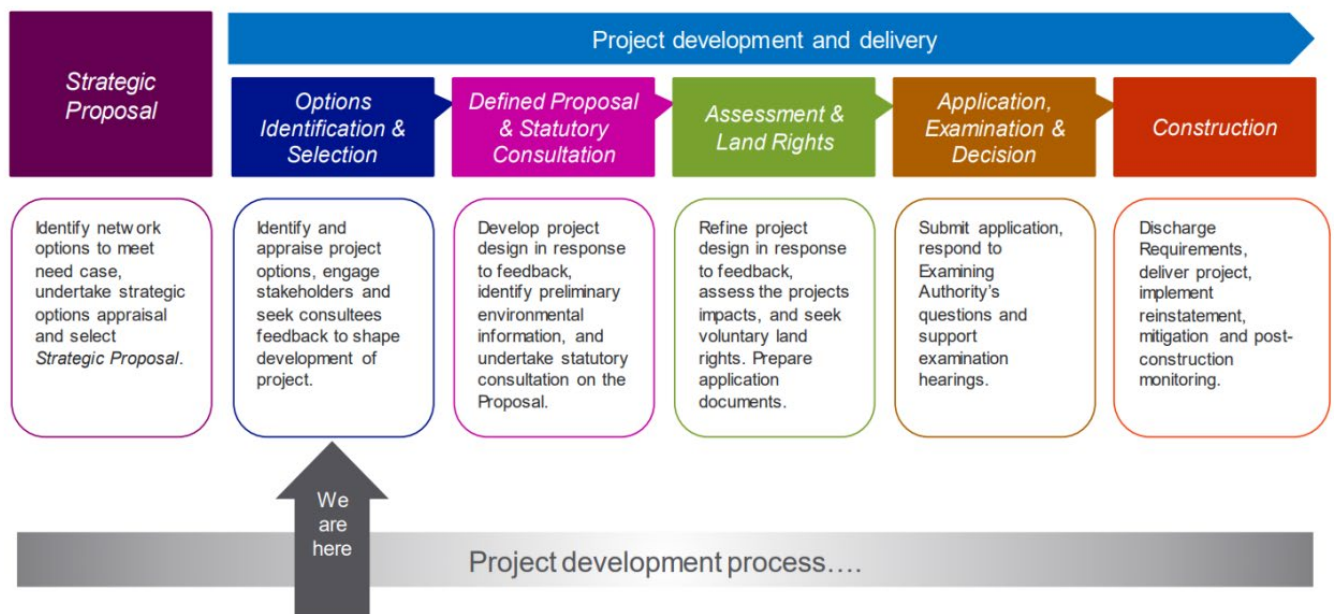 Project development and delivery
Strategic
Proposal
Options
Identification &
Selection
Defined Proposal
& Statutory
Consultation
Assessment &
Land Rights
Application,
Examination &
Decision
Construction
Identify network
options to meet
need case,
undertake strategic
options appraisal
and select
Strategic Proposal.
Identify and
appraise project
options, engage
stakeholders and
seek consultees
feedback to shape
development of
project.
Develop project
design in response
to feedback,
identify preliminary
environmental
information, and
undertake statutory
consultation on the
Proposal.
Refine project
design in response
to feedback,
assess the projects
impacts, and seek
voluntary land
rights. Prepare
application
documents.
Submit application,
respond to
Examining
Authority’s
questions and
support
examination
hearings.
Discharge
Requirements,
deliver project,
implement
reinstatement,
mitigation and post-
construction
monitoring.
We
are
here
Project development process….